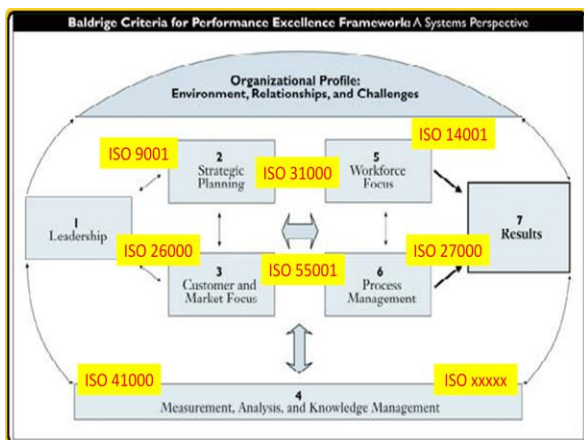 Baldrige Criteria for Performance Excellence Framework: A Systems Perspective
Organizational Profile:
Environment, Relationships, and Challenges
ISO 14001
ISO 9001
2
Strategic
Planning
ISO 31000
5
Workforce
Focus
1
Leadership
7
Results
ISO 26000
3
Customer and
Market Focus
ISO 55001
6
Process
Management
ISO 27000
ISO 41000
ISO xxxxx
4
Measurement, Analysis, and Knowledge Management